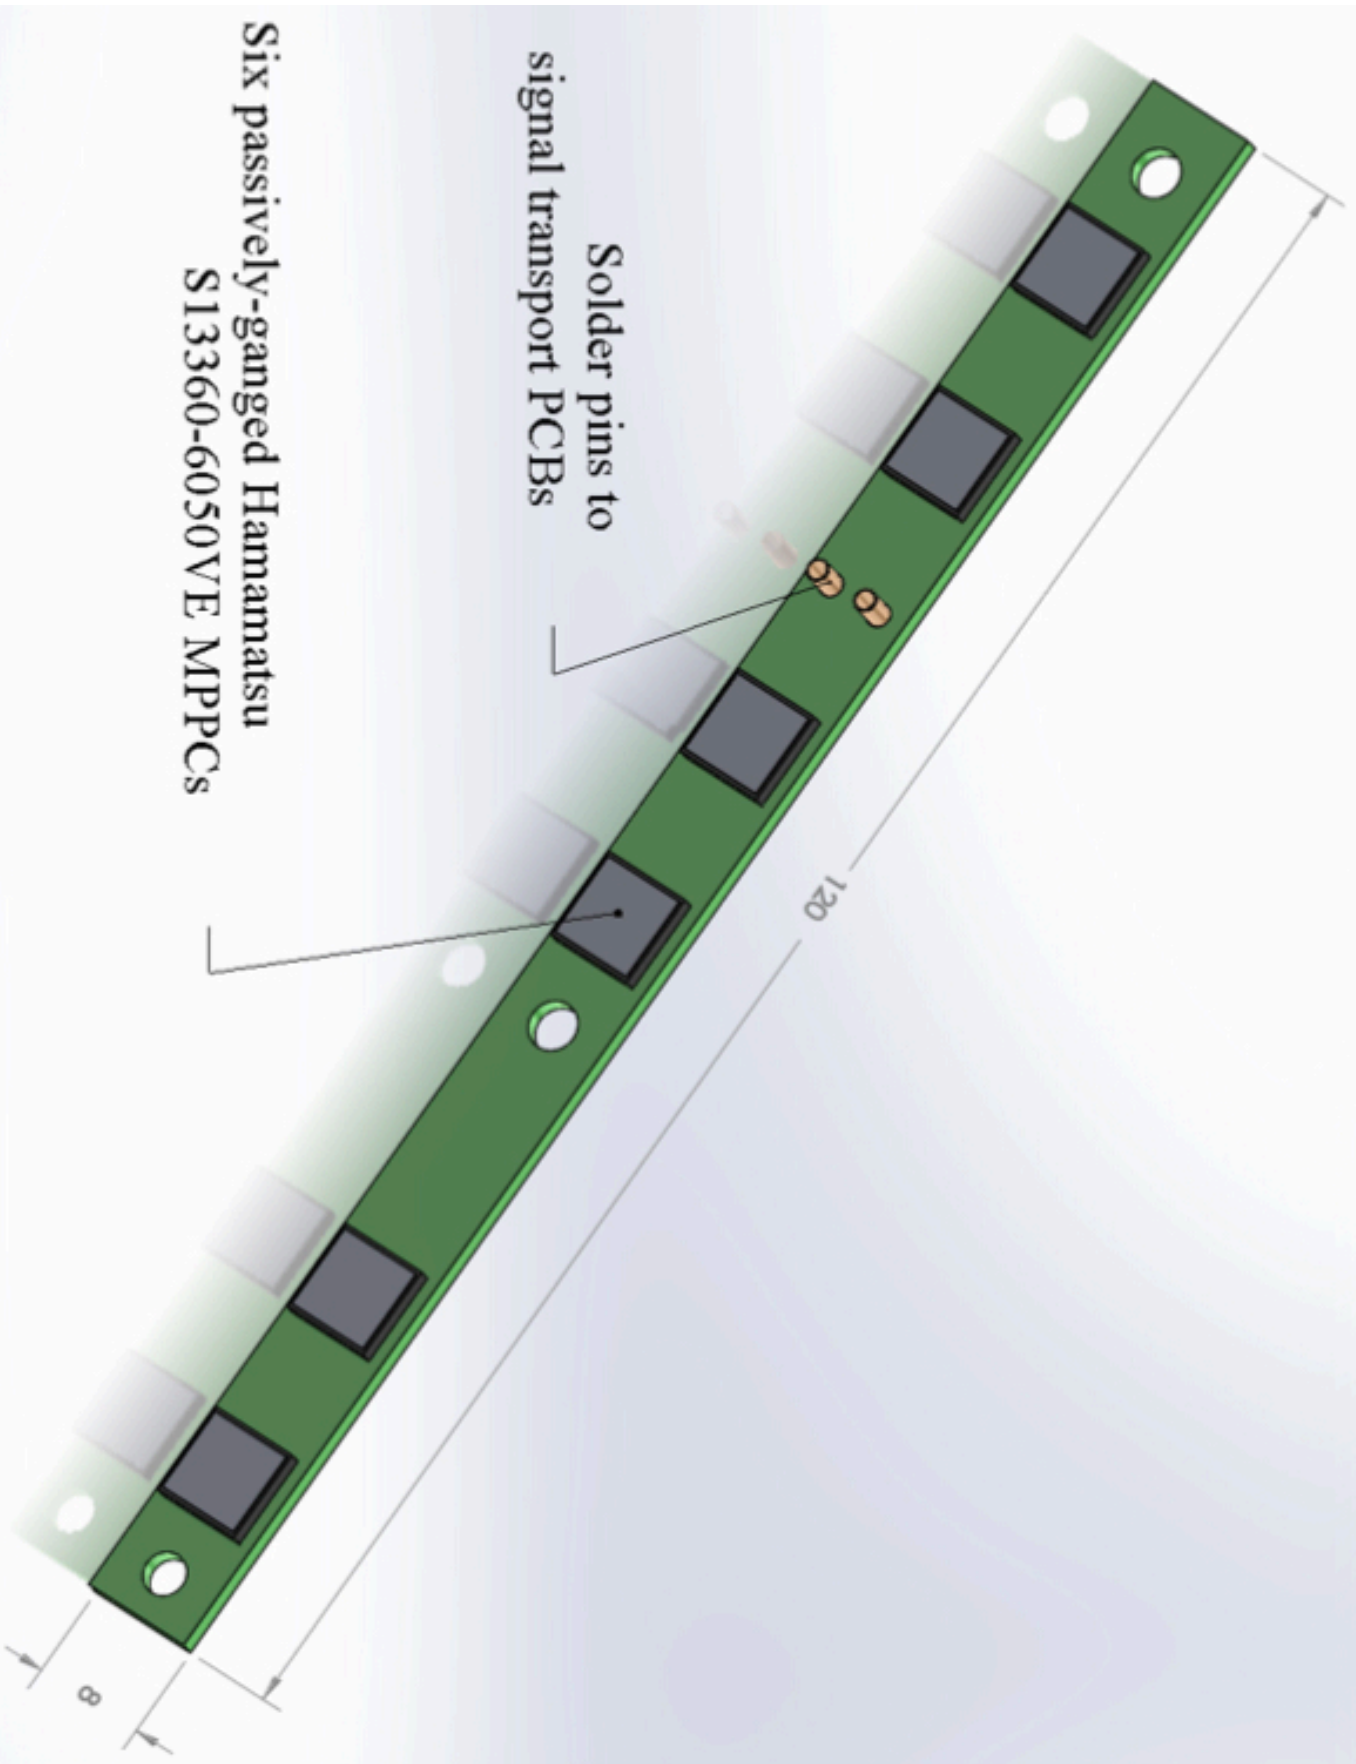 Six passively-ganged Hamamatsu
S13360-6050VE MPPCs
Solder pins to
signal transport PCBs
120
8